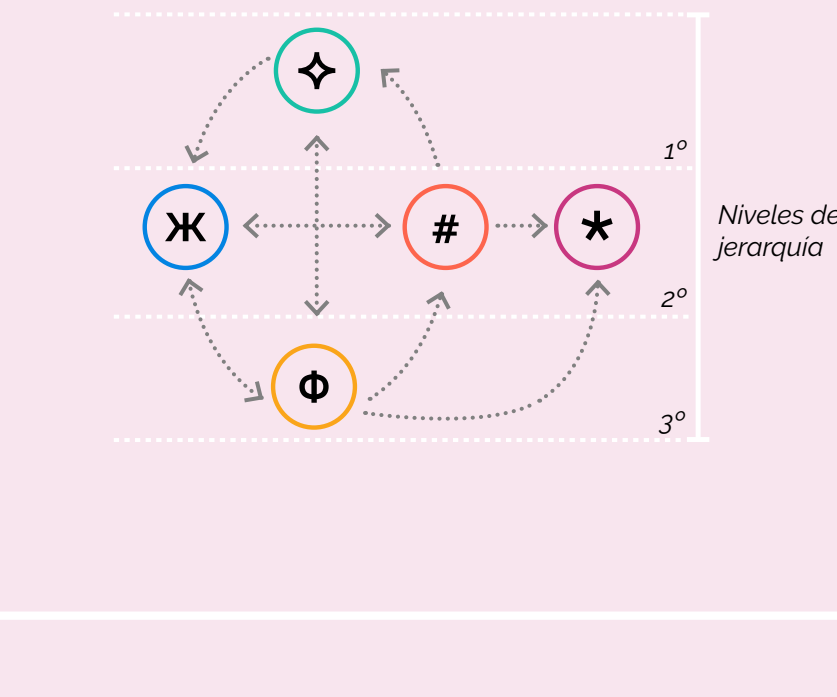 ✧
1º
Ж
#
*
Niveles de
jerarquía
2º
Ф
3º